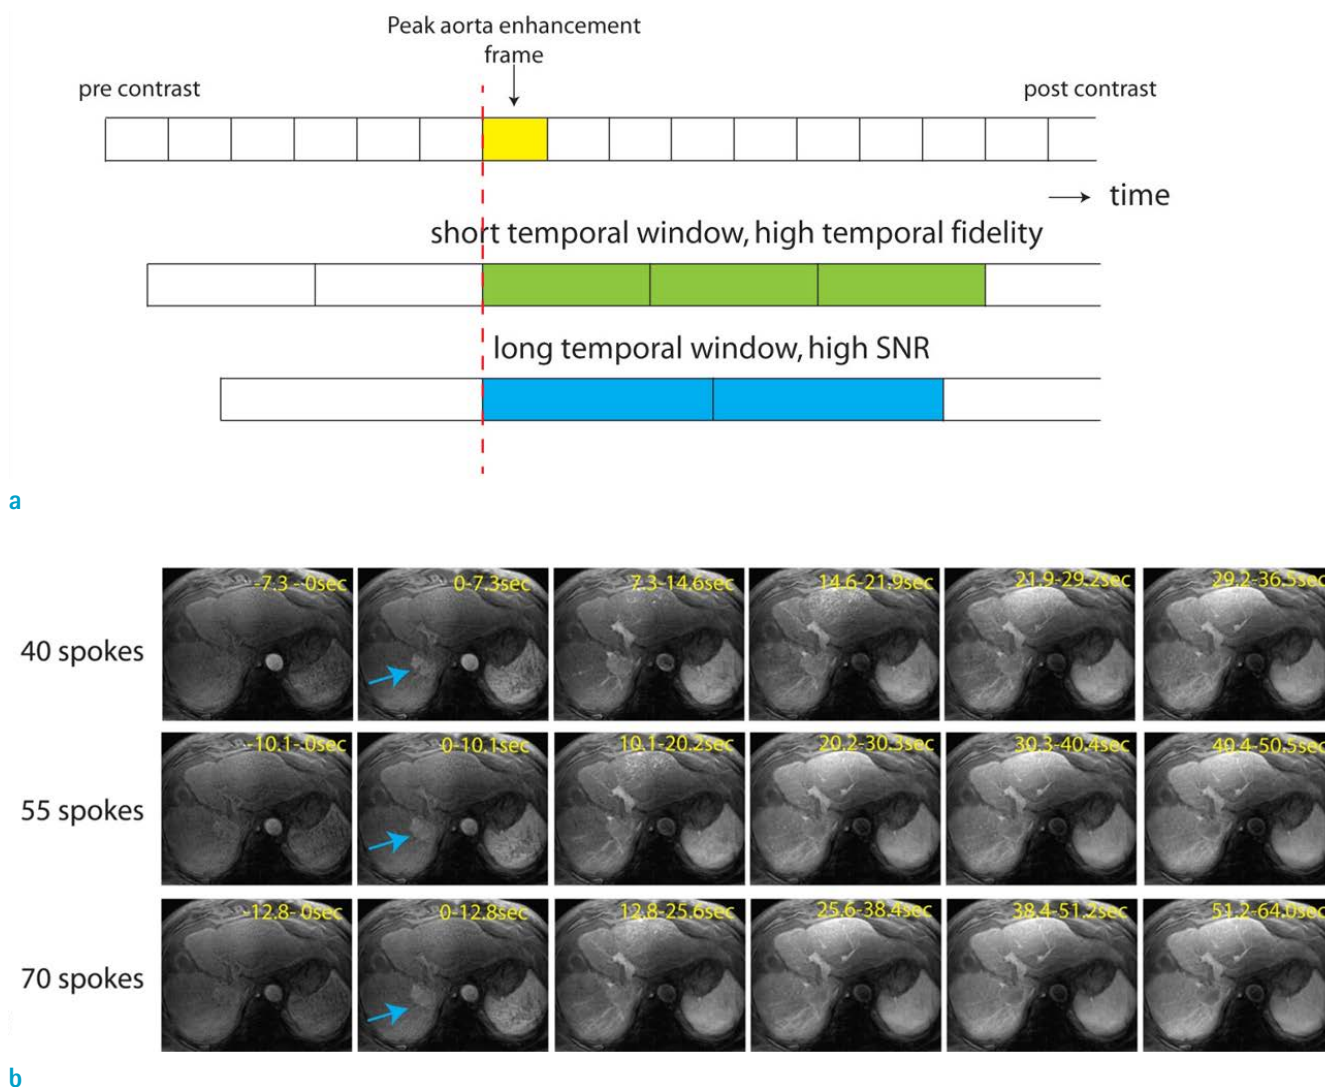 Peak aorta enhancement
frame
pre contrast
post contrast
time
short temporal window, high temporal fidelity
long temporal window, high SNR
a
40 spokes
-7.3 - 0sec
0-7.3sec
7.3-14.6sec
14.6-21.9sec
21.9-29.2sec
29.2-36.5sec
55 spokes
-10.1- 0sec
0-10.1sec
10.1-20.2sec
20.2-30.3sec
30.3-40.4sec
40.4-50.5sec
70 spokes
-12.8- 0sec
0-12.8sec
12.8-25.6sec
25.6-38.4sec
38.4-51.2sec
51.2-64.0sec
b